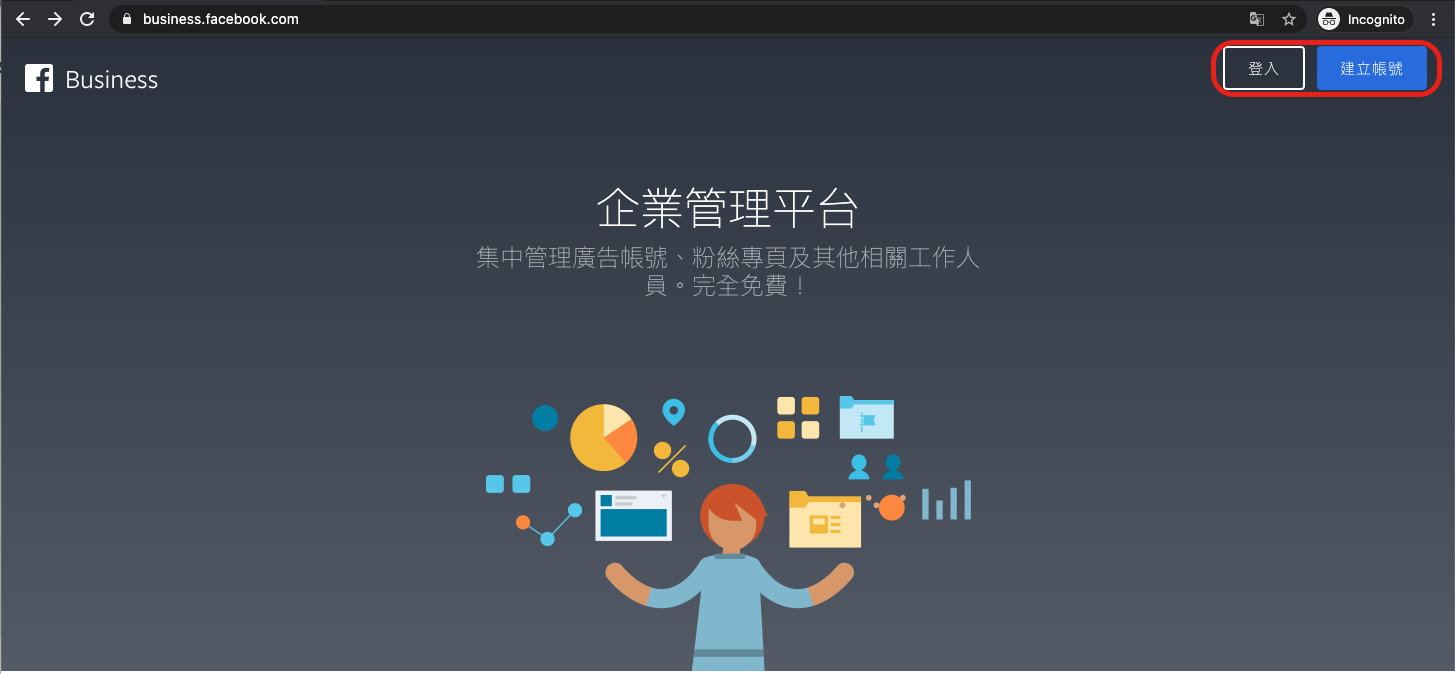 business.facebook.com
Incognito
Business
登入
建立帳號
企業管理平台
集中管理廣告帳號、粉絲專頁及其他相關工作人
員。完全免費！